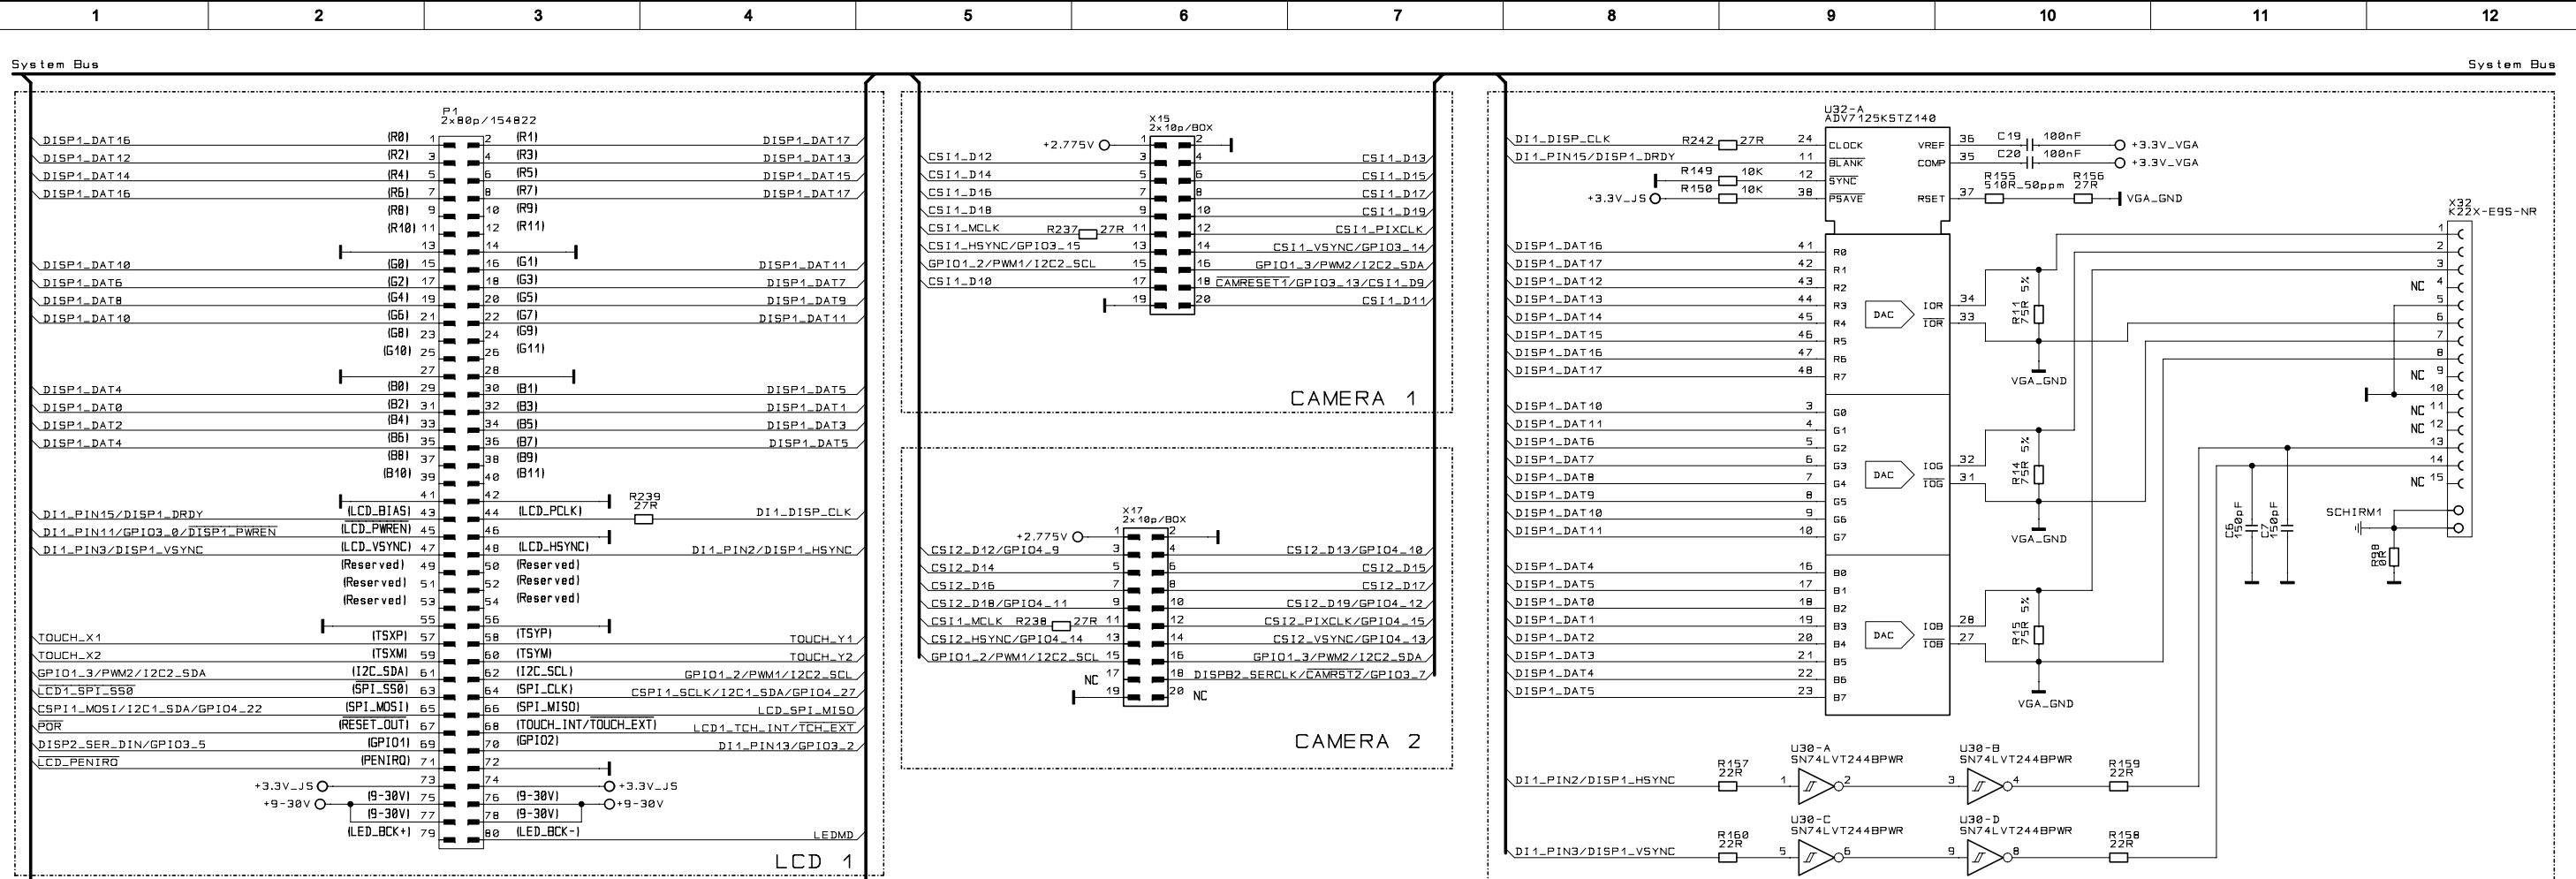 1 2 3 4 5 6 7 8 9 10 11 12
System Bus
System Bus
P1
2x80p/154822
DISP1_DAT16 (R0) 1 2 (R1) DISP1_DAT17
DISP1_DAT12 (R2) 3 4 (R3) DISP1_DAT13
DISP1_DAT14 (R4) 5 6 (R5) DISP1_DAT15
DISP1_DAT16 (R6) 7 8 (R7) DISP1_DAT17
(R8) 9 10 (R9)
(R10) 11 12 (R11)
13 14
DISP1_DAT10 (G0) 15 16 (G1) DISP1_DAT11
DISP1_DAT6 (G2) 17 18 (G3) DISP1_DAT7
DISP1_DAT8 (G4) 19 20 (G5) DISP1_DAT9
DISP1_DAT10 (G6) 21 22 (G7) DISP1_DAT11
(G8) 23 24 (G9)
(G10) 25 26 (G11)
27 28
DISP1_DAT4 (B0) 29 30 (B1) DISP1_DAT5
DISP1_DAT0 (B2) 31 32 (B3) DISP1_DAT1
DISP1_DAT2 (B4) 33 34 (B5) DISP1_DAT3
DISP1_DAT4 (B6) 35 36 (B7) DISP1_DAT5
(B8) 37 38 (B9)
(B10) 39 40 (B11)
41 42
R239
27R
DI1_PIN15/DISP1_DRDY (LCD_BIAS) 43 44 (LCD_PCLK) DI1_DISP_CLK
DI1_PIN11/GPIO3_0/DISP1_PWREN (LCD_PWREN) 45 46
DI1_PIN3/DISP1_VSYNC (LCD_VSYNC) 47 48 (LCD_HSYNC) DI1_PIN2/DISP1_HSYNC
(Reserved) 49 50 (Reserved)
(Reserved) 51 52 (Reserved)
(Reserved) 53 54 (Reserved)
55 56
TOUCH_X1 (TSXP) 57 58 (TSYP) TOUCH_Y1
TOUCH_X2 (TSXM) 59 60 (TSYM) TOUCH_Y2
GPIO1_3/PWM2/I2C2_SDA (I2C_SDA) 61 62 (I2C_SCL) GPIO1_2/PWM1/I2C2_SCL
LCD1_SPI_SS0 (SPI_SS0) 63 64 (SPI_CLK) CSPI1_SCLK/I2C1_SDA/GPIO4_27
CSPI1_MOSI/I2C1_SDA/GPIO4_22 (SPI_MOSI) 65 66 (SPI_MISO) LCD_SPI_MISO
POR (RESET_OUT) 67 68 (TOUCH_INT/TOUCH_EXT) LCD1_TCH_INT/TCH_EXT
DISP2_SER_DIN/GPIO3_5 (GPIO1) 69 70 (GPIO2) DI1_PIN13/GPIO3_2
LCD_PENIRQ (PENIRQ) 71 72
+3.3V_JS 73 74 +3.3V_JS
+9-30V (9-30V) 75 76 (9-30V) +9-30V
(9-30V) 77 78 (9-30V)
(LED_BCK+) 79 80 (LED_BCK-) LEDMD
LCD 1
X15
2x10p/BOX
+2.775V 1 2
CSI1_D12 3 4 CSI1_D13
CSI1_D14 5 6 CSI1_D15
CSI1_D16 7 8 CSI1_D17
CSI1_D18 9 10 CSI1_D19
CSI1_MCLK R237 27R 11 12 CSI1_PIXCLK
CSI1_HSYNC/GPIO3_15 13 14 CSI1_VSYNC/GPIO3_14
GPIO1_2/PWM1/I2C2_SCL 15 16 GPIO1_3/PWM2/I2C2_SDA
CSI1_D10 17 18 CAMRESET1/GPIO3_13/CSI1_D9
19 20 CSI1_D11
CAMERA 1
X17
2x10p/BOX
+2.775V 1 2
CSI2_D12/GPIO4_9 3 4 CSI2_D13/GPIO4_10
CSI2_D14 5 6 CSI2_D15
CSI2_D16 7 8 CSI2_D17
CSI2_D18/GPIO4_11 9 10 CSI2_D19/GPIO4_12
CSI1_MCLK R238 27R 11 12 CSI2_PIXCLK/GPIO4_15
CSI2_HSYNC/GPIO4_14 13 14 CSI2_VSYNC/GPIO4_13
GPIO1_2/PWM1/I2C2_SCL 15 16 GPIO1_3/PWM2/I2C2_SDA
NC 17 18 DISPB2_SERCLK/CAMRST2/GPIO3_7
19 20 NC
CAMERA 2
U32-A
ADV7125KSTZ140
DI1_DISP_CLK R242 27R 24 CLOCK VREF 36 C19 100nF +3.3V_VGA
DI1_PIN15/DISP1_DRDY 11 BLANK COMP 35 C20 100nF +3.3V_VGA
R149 10K 12 SYNC
R155 R156
510R_50ppm 27R
+3.3V_JS R150 10K 38 PSAVE RSET 37 VGA_GND
DISP1_DAT16 41 R0
DISP1_DAT17 42 R1
DISP1_DAT12 43 R2
DISP1_DAT13 44 R3 IOR 34
DISP1_DAT14 45 R4 DAC IOR 33
DISP1_DAT15 46 R5
DISP1_DAT16 47 R6
DISP1_DAT17 48 R7
R11
75R 5%
VGA_GND
DISP1_DAT10 3 G0
DISP1_DAT11 4 G1
DISP1_DAT6 5 G2
DISP1_DAT7 6 G3 IOG 32
DISP1_DAT8 7 G4 DAC IOG 31
DISP1_DAT9 8 G5
DISP1_DAT10 9 G6
DISP1_DAT11 10 G7
R14
75R 5%
VGA_GND
DISP1_DAT4 16 B0
DISP1_DAT5 17 B1
DISP1_DAT0 18 B2
DISP1_DAT1 19 B3 IOB 28
DISP1_DAT2 20 B4 DAC IOB 27
DISP1_DAT3 21 B5
DISP1_DAT4 22 B6
DISP1_DAT5 23 B7
R15
75R 5%
VGA_GND
X32
K22X-E9S-NR
1
2
3
NC 4
5
6
7
8
NC 9
10
NC 11
NC 12
13
14
NC 15
SCHIRM1
C6
150pF
C7
150pF
R98
0R
U30-A
SN74LVT244BPWR
U30-B
SN74LVT244BPWR
DI1_PIN2/DISP1_HSYNC R157 22R 1 2 3 4 R159 22R
U30-C
SN74LVT244BPWR
U30-D
SN74LVT244BPWR
DI1_PIN3/DISP1_VSYNC R160 22R 5 6 9 8 R158 22R